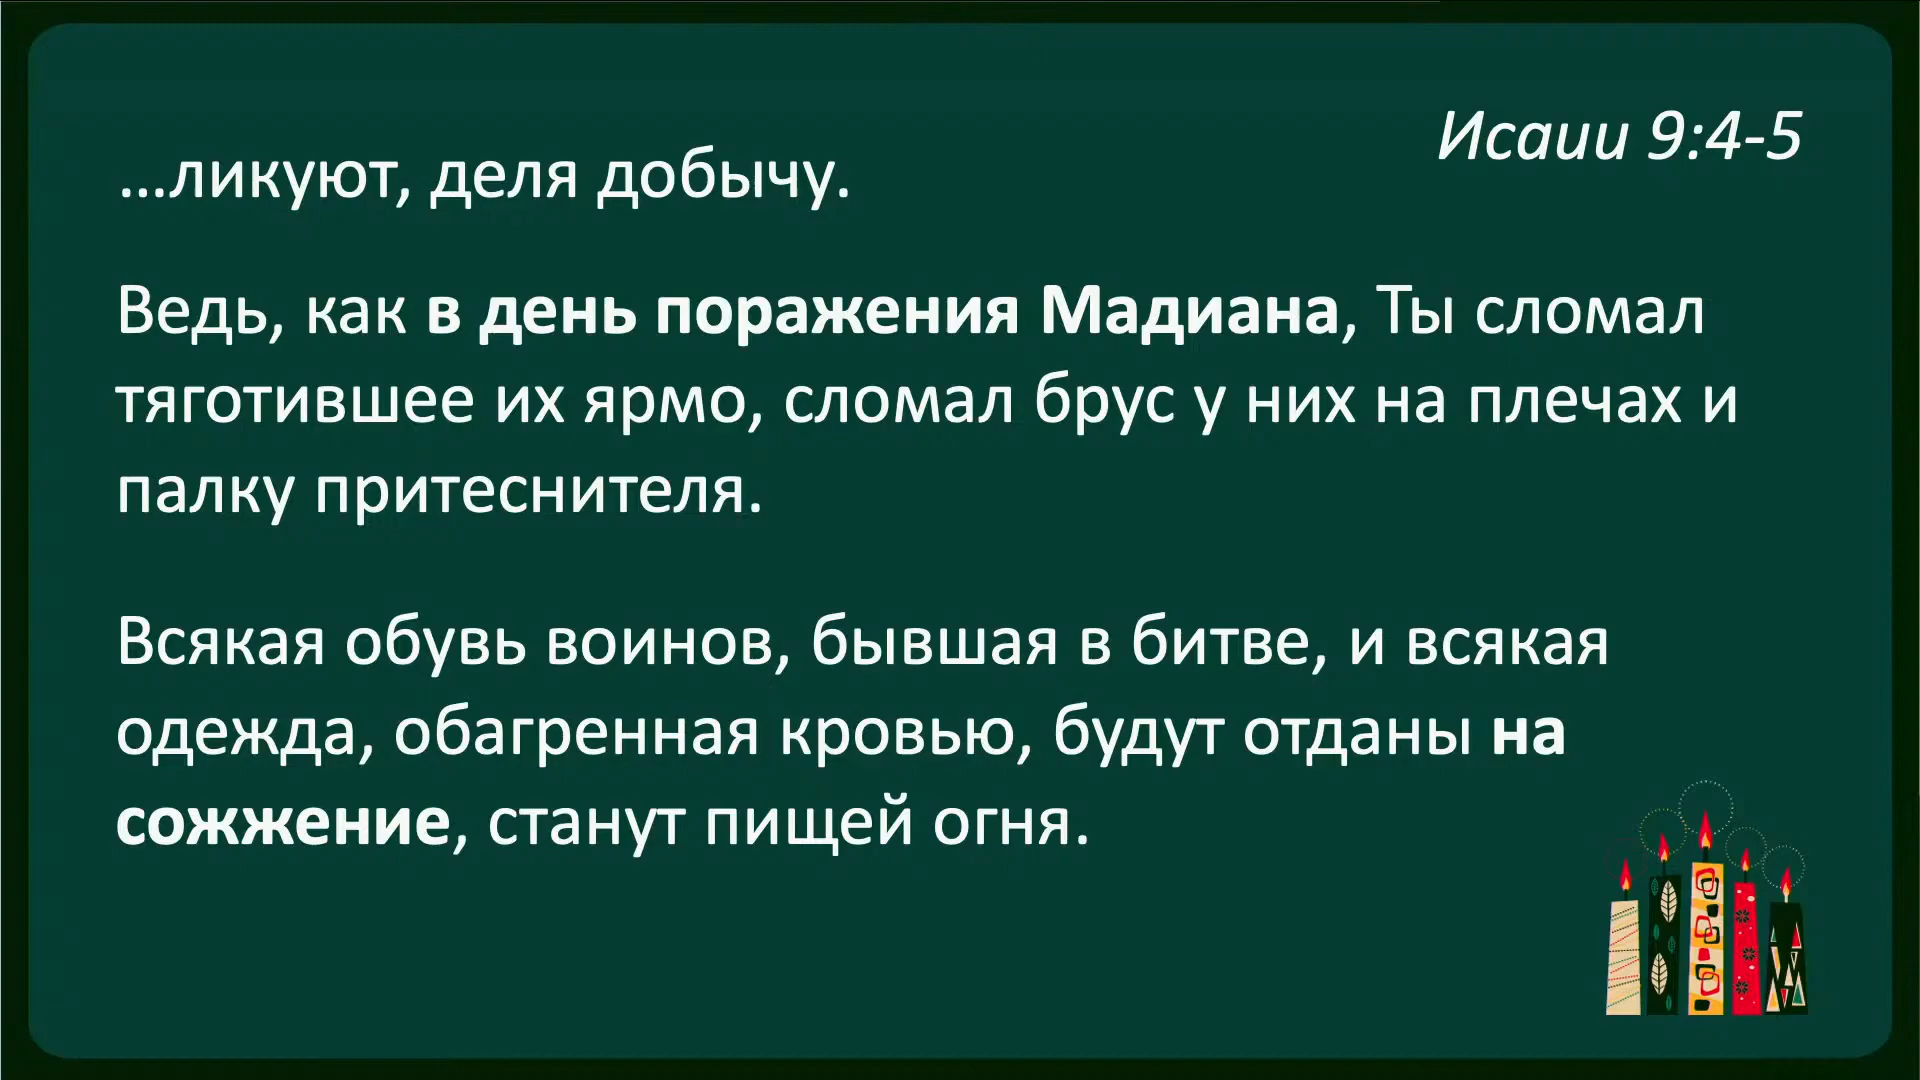 Исаии 9:4-5
…ликуют, деля добычу.
Ведь, как в день поражения Мадиана, Ты сломал
тяготившее их ярмо, сломал брус у них на плечах и
палку притеснителя.
Всякая обувь воинов, бывшая в битве, и всякая
одежда, обагренная кровью, будут отданы на
сожжение, станут пищей огня.